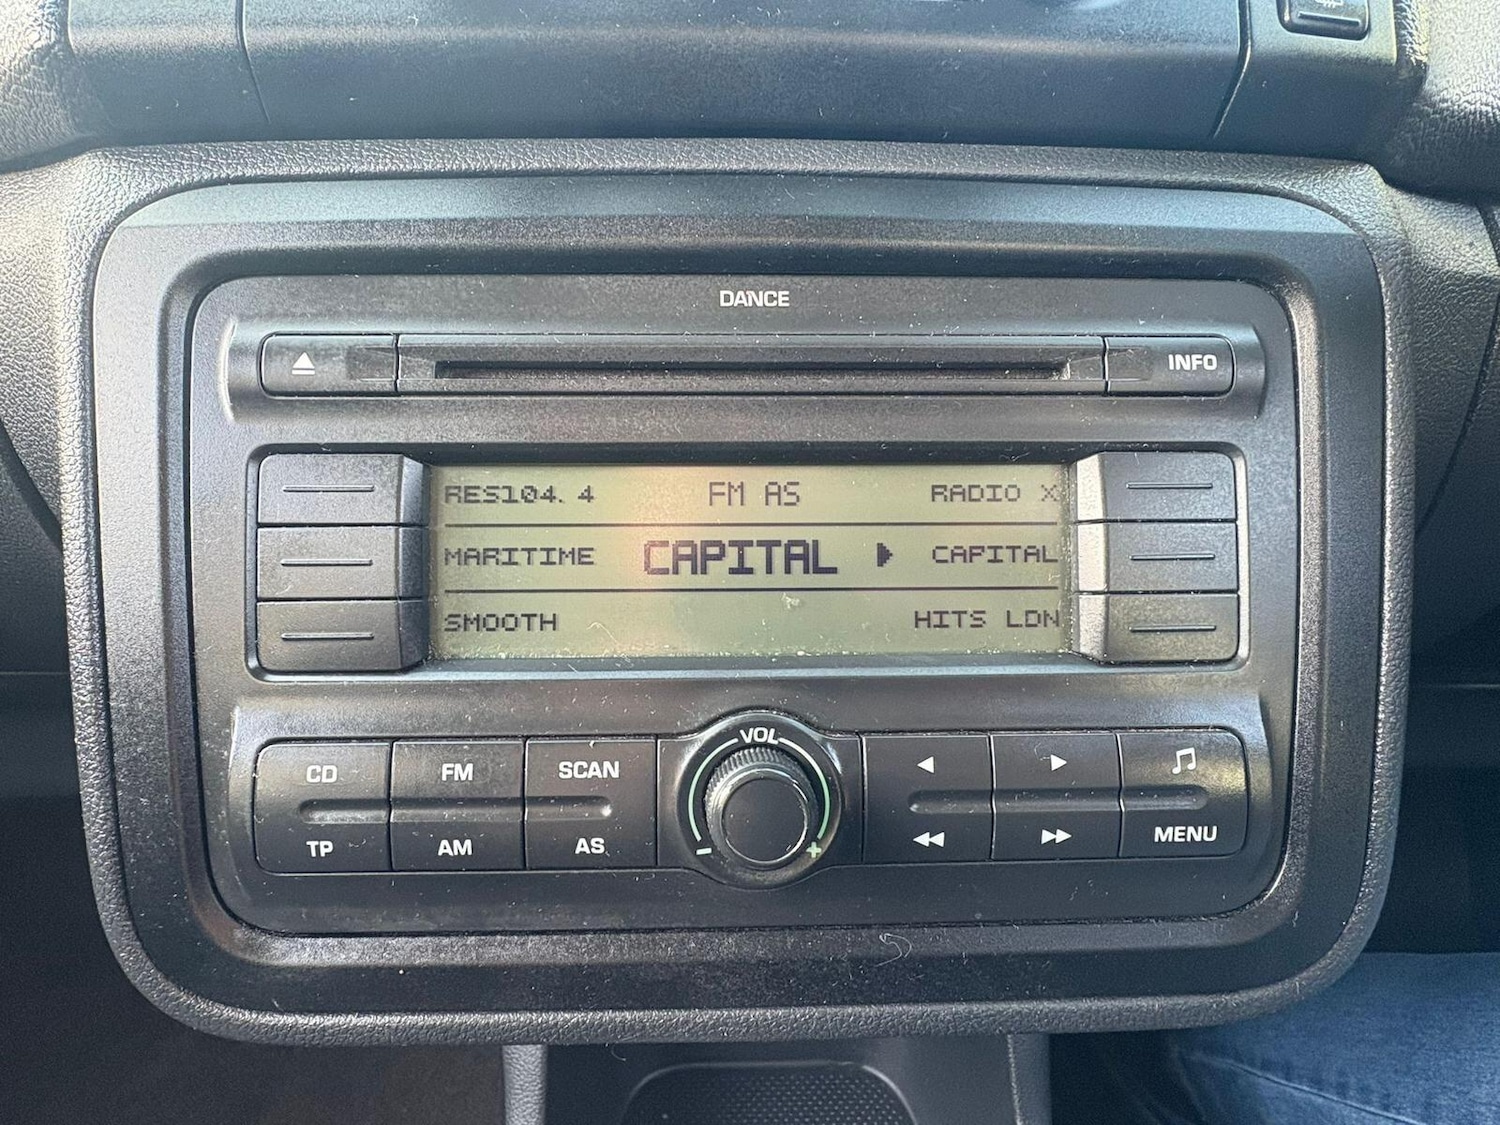 DANCE
INFO
RES104.4 FM AS RADIO X
MARITIME CAPITAL CAPITAL
SMOOTH HITS LDN
VOL
CD FM SCAN
TP AM AS - + MENU